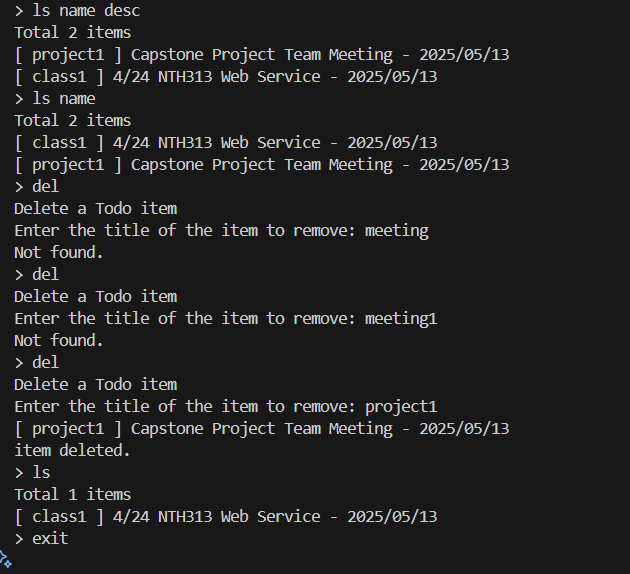 > ls name desc
Total 2 items
[ project1 ] Capstone Project Team Meeting - 2025/05/13
[ class1 ] 4/24 NTH313 Web Service - 2025/05/13
> ls name
Total 2 items
[ class1 ] 4/24 NTH313 Web Service - 2025/05/13
[ project1 ] Capstone Project Team Meeting - 2025/05/13
> del
Delete a Todo item
Enter the title of the item to remove: meeting
Not found.
> del
Delete a Todo item
Enter the title of the item to remove: meeting1
Not found.
> del
Delete a Todo item
Enter the title of the item to remove: project1
[ project1 ] Capstone Project Team Meeting - 2025/05/13
item deleted.
> ls
Total 1 items
[ class1 ] 4/24 NTH313 Web Service - 2025/05/13
> exit